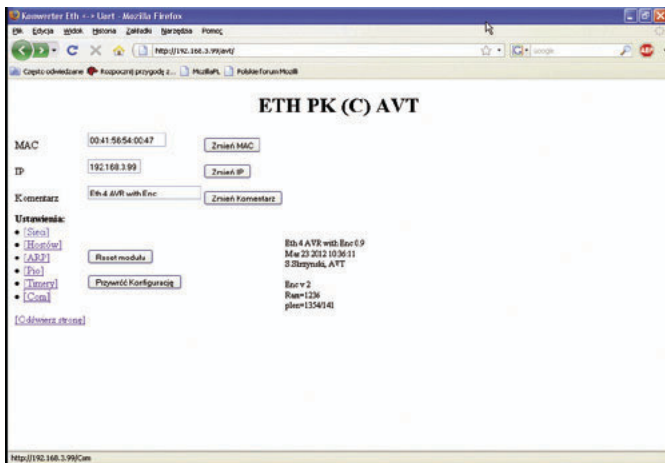 Konwerter Eth <-> Uart - Mozilla Firefox
Plik Edycja Widok Historia Zakładki Narzędzia Pomoc
http://192.168.3.99/avt/
Google
Często odwiedzane Rozpocznij przygodę z... MozillaPL Polskie Forum Mozilli
ETH PK (C) AVT
MAC 00:41:56:54:00:47 Zmień MAC
IP 192.168.3.99 Zmień IP
Komentarz Eth 4 AVR with Enc Zmień Komentarz
Ustawienia:
[Sieci]
[Hostów]
[ARP]
[Pio]
[Timery]
[Com]
[Odśwież stronę]
Reset modułu
Przywróć Konfigurację
Eth 4 AVR with Enc 0.9
Mar 23 2012 10:36:11
S.Skrzynski, AVT
Enc v 2
Ram=1236
plen=1354/141
http://192.168.3.99/Com